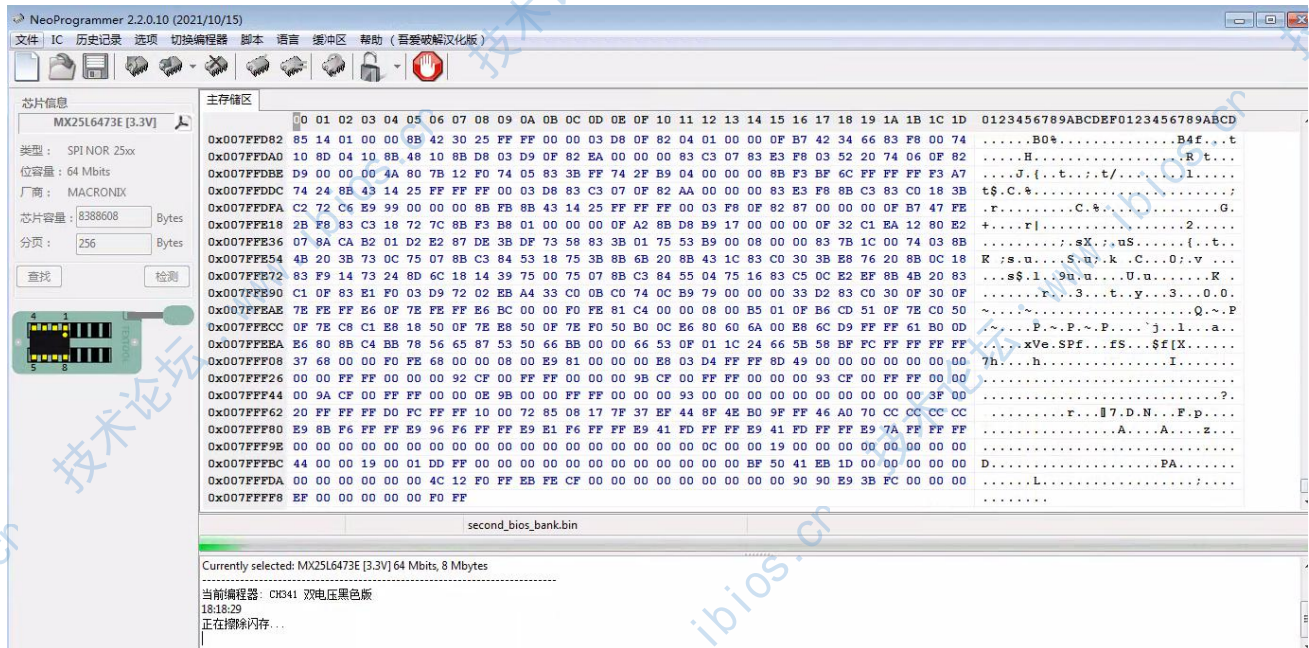 NeoProgrammer 2.2.0.10 (2021/10/15)
文件 IC 历史记录 选项 切换编程器 脚本 语言 缓冲区 帮助 (吾爱破解汉化版)
芯片信息
MX25L6473E [3.3V]
类型: SPI NOR 25xx
位容量: 64 Mbits
厂商: MACRONIX
芯片容量: 8388608 Bytes
分页: 256 Bytes
查找 检测
4 1
5 8
主存储区
00 01 02 03 04 05 06 07 08 09 0A 0B 0C 0D 0E 0F 10 11 12 13 14 15 16 17 18 19 1A 1B 1C 1D 0123456789ABCDEF0123456789ABCD
0x007FFD82 85 14 01 00 00 8B 42 30 25 FF FF 00 00 03 D8 0F 82 04 01 00 00 0F B7 42 34 66 83 F8 00 74
0x007FFDA0 10 8D 04 10 8B 48 10 8B D8 03 D9 0F 82 EA 00 00 00 83 C3 07 83 E3 F8 03 52 20 74 06 0F 82
0x007FFDBE D9 00 00 00 4A 80 7B 12 F0 74 05 83 3B FF 74 2F B9 04 00 00 00 8B F3 BF 6C FF FF FF F3 A7
0x007FFDDC 74 24 8B 43 14 25 FF FF FF 00 03 D8 83 C3 07 0F 82 AA 00 00 00 83 E3 F8 8B C3 83 C0 18 3B
0x007FFDFA C2 72 C6 E9 99 00 00 00 8B FB 8B 43 14 25 FF FF FF 00 03 F8 0F 82 87 00 00 00 0F B7 47 FE
0x007FFE18 2B F8 83 C3 18 72 7C 8B F3 B8 01 00 00 00 0F A2 8B D8 B9 17 00 00 00 0F 32 C1 EA 12 80 E2
0x007FFE36 07 8A CA B2 01 D2 E2 87 DE 3B DF 73 58 83 3B 01 75 53 B9 00 08 00 00 83 7B 1C 00 74 03 8B
0x007FFE54 4B 20 3B 73 0C 75 07 8B C3 84 53 18 75 3B 8B 6B 20 8B 43 1C 83 C0 30 3B E8 76 20 8B 0C 18
0x007FFE72 83 F9 14 73 24 8D 6C 18 14 39 75 00 75 07 8B C3 84 55 04 75 16 83 C5 0C E2 EF 8B 4B 20 83
0x007FFE90 C1 0F 83 E1 F0 03 D9 72 02 EB A4 33 C0 0B C0 74 0C B9 79 00 00 00 33 D2 83 C0 30 0F 30 0F
0x007FFEAE 7E FE FF E6 0F 7E FE FF E6 BC 00 00 F0 FE 81 C4 00 00 08 00 B5 01 0F B6 CD 51 0F 7E C0 50
0x007FFECC 0F 7E C8 C1 E8 18 50 0F 7E E8 50 0F 7E F0 50 B0 0C E6 80 66 6A 00 E8 6C D9 FF FF 61 B0 0D
0x007FFEEA E6 80 8B C4 BB 78 56 65 87 53 50 66 BB 00 00 66 53 0F 01 1C 24 66 5B 58 BF FC FF FF FF FF
0x007FFF08 37 68 00 00 F0 FE 68 00 00 08 00 E9 81 00 00 00 E8 03 D4 FF FF 8D 49 00 00 00 00 00 00 00
0x007FFF26 00 00 FF FF 00 00 00 92 CF 00 FF FF 00 00 00 9B CF 00 FF FF 00 00 00 93 CF 00 FF FF 00 00
0x007FFF44 00 9A CF 00 FF FF 00 00 0E 9B 00 00 FF FF 00 00 00 93 00 00 00 00 00 00 00 00 00 00 3F 00
0x007FFF62 20 FF FF FF D0 FC FF FF 10 00 72 85 08 17 7F 37 EF 44 8F 4E B0 9F FF 46 A0 70 CC CC CC CC
0x007FFF80 E9 8B F6 FF FF E9 96 F6 FF FF E9 E1 F6 FF FF E9 41 FD FF FF E9 41 FD FF FF E9 7A FF FF FF
0x007FFF9E 00 00 00 00 00 00 00 00 00 00 00 00 00 00 00 00 00 00 0C 00 00 19 00 00 00 00 00 00 00 00
0x007FFFBC 44 00 00 19 00 01 DD FF 00 00 00 00 00 00 00 00 00 00 00 00 BF 50 41 EB 1D 00 00 00 00 00
0x007FFFDA 00 00 00 00 00 00 4C 12 F0 FF EB FE CF 00 00 00 00 00 00 00 00 00 90 90 E9 3B FC 00 00 00
0x007FFFF8 EF 00 00 00 00 00 F0 FF
second_bios_bank.bin
Currently selected: MX25L6473E [3.3V] 64 Mbits, 8 Mbytes
当前编程器: CH341 双电压黑色版
18:18:29
正在擦除闪存...
技术论坛: www.ibios.cn